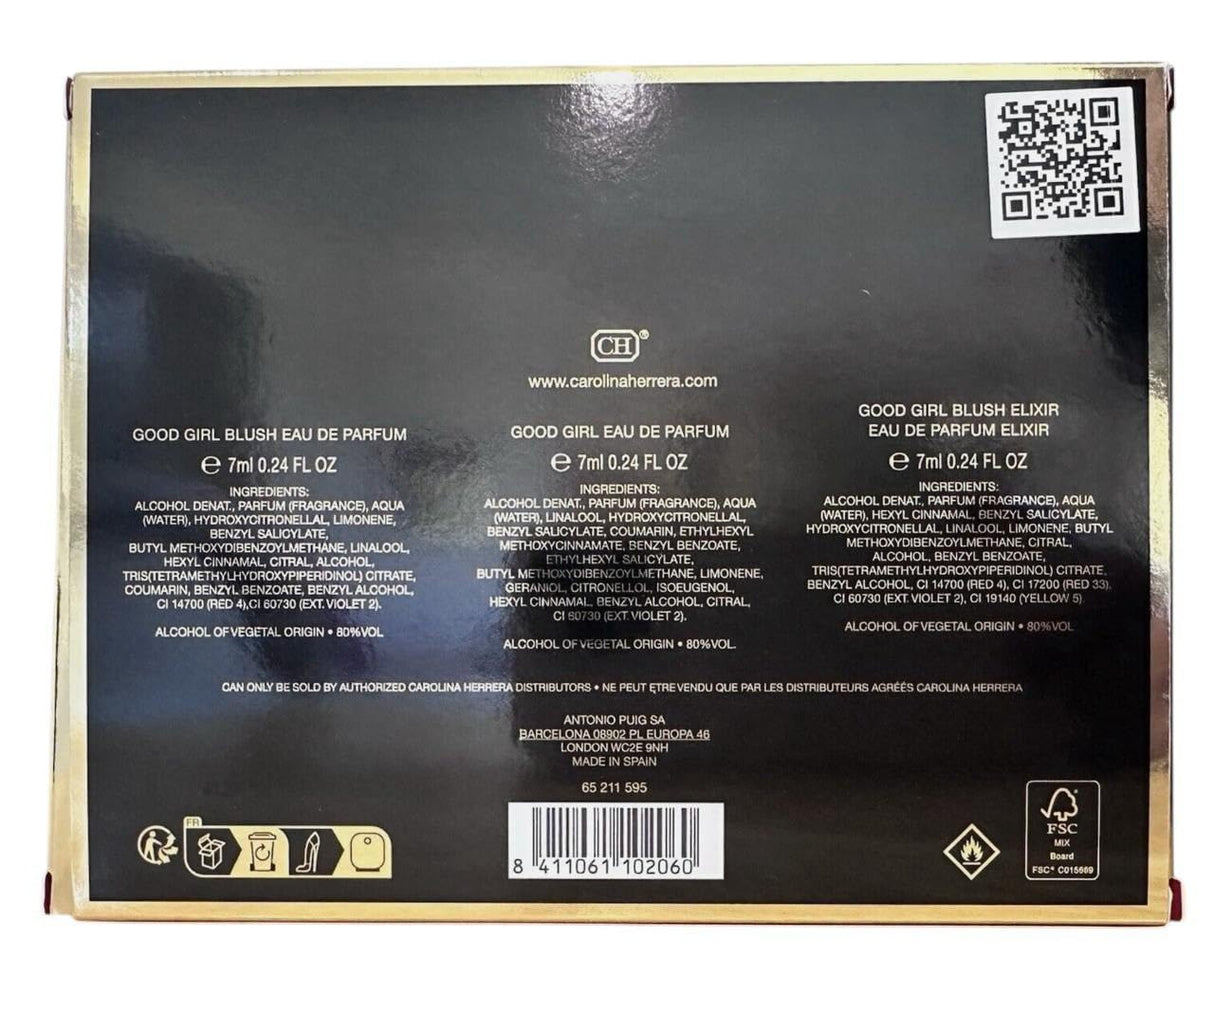 CH®
www.carolinaherrera.com
GOOD GIRL BLUSH EAU DE PARFUM
℮ 7ml 0.24 FL OZ
INGREDIENTS:
ALCOHOL DENAT., PARFUM (FRAGRANCE), AQUA
(WATER), HYDROXYCITRONELLAL, LIMONENE,
BENZYL SALICYLATE,
BUTYL METHOXYDIBENZOYLMETHANE, LINALOOL,
HEXYL CINNAMAL, CITRAL, ALCOHOL,
TRIS(TETRAMETHYLHYDROXYPIPERIDINOL) CITRATE,
COUMARIN, BENZYL BENZOATE, BENZYL ALCOHOL,
CI 14700 (RED 4),CI 60730 (EXT. VIOLET 2).
ALCOHOL OF VEGETAL ORIGIN • 80%VOL
GOOD GIRL EAU DE PARFUM
℮ 7ml 0.24 FL OZ
INGREDIENTS:
ALCOHOL DENAT., PARFUM (FRAGRANCE), AQUA
(WATER), LINALOOL, HYDROXYCITRONELLAL,
BENZYL SALICYLATE, COUMARIN, ETHYLHEXYL
METHOXYCINNAMATE, BENZYL BENZOATE,
ETHYLHEXYL SALICYLATE,
BUTYL METHOXYDIBENZOYLMETHANE, LIMONENE,
GERANIOL, CITRONELLOL, ISOEUGENOL,
HEXYL CINNAMAL, BENZYL ALCOHOL, CITRAL,
CI 60730 (EXT. VIOLET 2).
ALCOHOL OF VEGETAL ORIGIN • 80%VOL.
GOOD GIRL BLUSH ELIXIR
EAU DE PARFUM ELIXIR
℮ 7ml 0.24 FL OZ
INGREDIENTS:
ALCOHOL DENAT., PARFUM (FRAGRANCE), AQUA
(WATER), HEXYL CINNAMAL, BENZYL SALICYLATE,
HYDROXYCITRONELLAL, LINALOOL, LIMONENE, BUTYL
METHOXYDIBENZOYLMETHANE, CITRAL,
ALCOHOL, BENZYL BENZOATE,
TRIS(TETRAMETHYLHYDROXYPIPERIDINOL) CITRATE,
BENZYL ALCOHOL, CI 14700 (RED 4), CI 17200 (RED 33),
CI 60730 (EXT. VIOLET 2), CI 19140 (YELLOW 5).
ALCOHOL OF VEGETAL ORIGIN • 80%VOL
CAN ONLY BE SOLD BY AUTHORIZED CAROLINA HERRERA DISTRIBUTORS • NE PEUT ÊTRE VENDU QUE PAR LES DISTRIBUTEURS AGRÉÉS CAROLINA HERRERA
ANTONIO PUIG SA
BARCELONA 08902 PL EUROPA 46
LONDON WC2E 9NH
MADE IN SPAIN
65 211 595
8 411061 102060
FR
FSC
MIX
Board
FSC® C015669